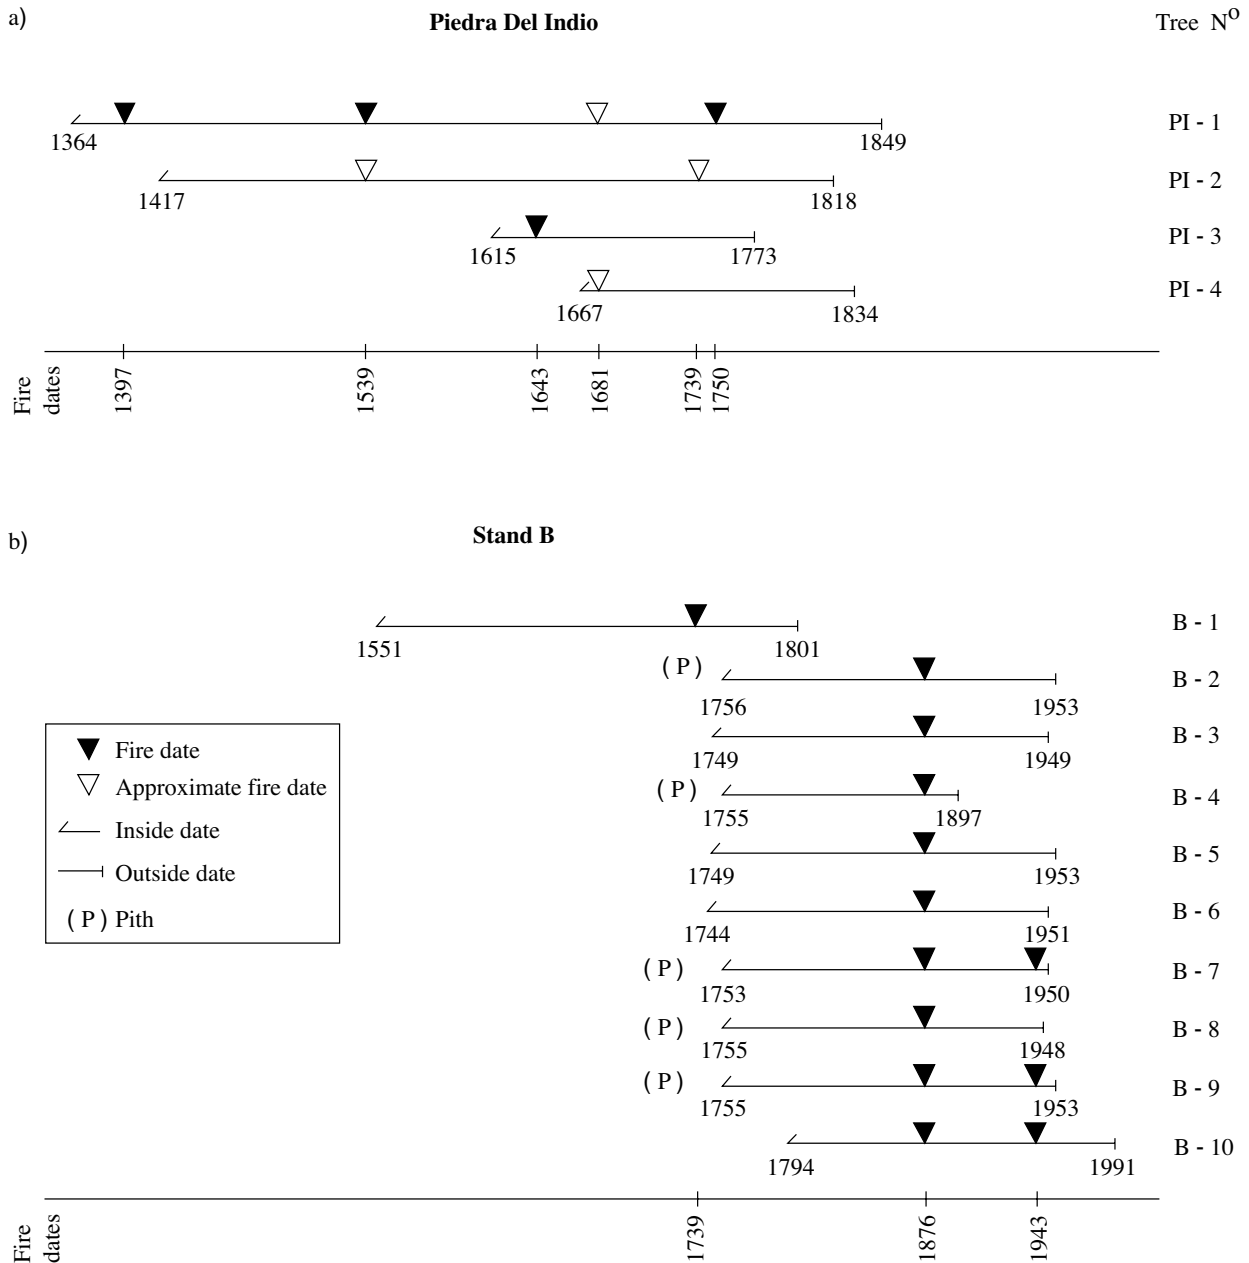 a)
Piedra Del Indio
Tree Nº
1364
1849
PI - 1
1417
1818
PI - 2
1615
1773
PI - 3
1667
1834
PI - 4
Fire
dates
1397
1539
1643
1681
1739
1750
b)
Stand B
1551
1801
B - 1
( P )
1756
1953
B - 2
1749
1949
B - 3
( P )
1755
1897
B - 4
1749
1953
B - 5
1744
1951
B - 6
( P )
1753
1950
B - 7
( P )
1755
1948
B - 8
( P )
1755
1953
B - 9
1794
1991
B - 10
Fire date
Approximate fire date
Inside date
Outside date
( P ) Pith
Fire
dates
1739
1876
1943